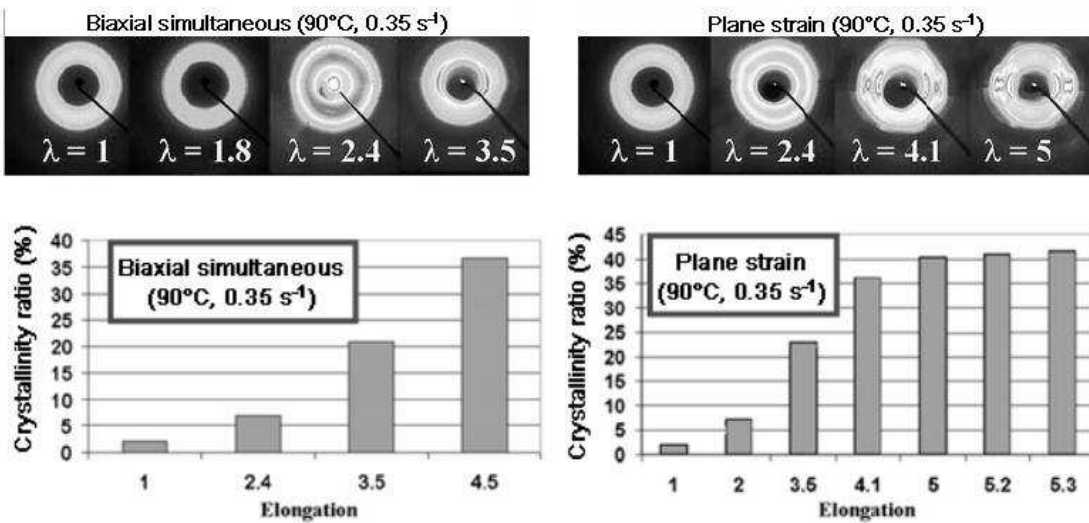 Biaxial simultaneous (90°C, 0.35 s⁻¹)
λ = 1 λ = 1.8 λ = 2.4 λ = 3.5
Plane strain (90°C, 0.35 s⁻¹)
λ = 1 λ = 2.4 λ = 4.1 λ = 5
Crystallinity ratio (%)
40
35
30
25
20
15
10
5
0
Biaxial simultaneous
(90°C, 0.35 s⁻¹)
1 2.4 3.5 4.5
Elongation
Crystallinity ratio (%)
45
40
35
30
25
20
15
10
5
0
Plane strain
(90°C, 0.35 s⁻¹)
1 2 3.5 4.1 5 5.2 5.3
Elongation